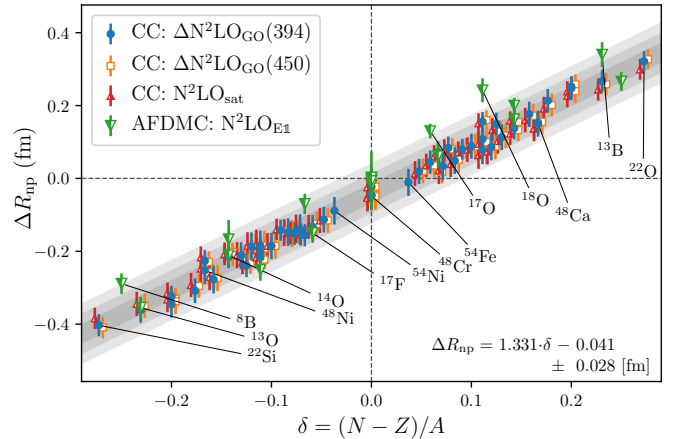 CC: ΔN²LO_GO(394)
CC: ΔN²LO_GO(450)
CC: N²LO_sat
AFDMC: N²LO_E𝟙
ΔR_np (fm)
0.4
0.2
0.0
−0.2
−0.4
¹³B
²²O
¹⁷O
¹⁸O
⁴⁸Ca
⁵⁴Fe
⁴⁸Cr
⁵⁴Ni
¹⁷F
¹⁴O
⁴⁸Ni
⁸B
¹³O
²²Si
ΔR_np = 1.331·δ − 0.041
± 0.028 [fm]
−0.2
−0.1
0.0
0.1
0.2
δ = (N − Z)/A